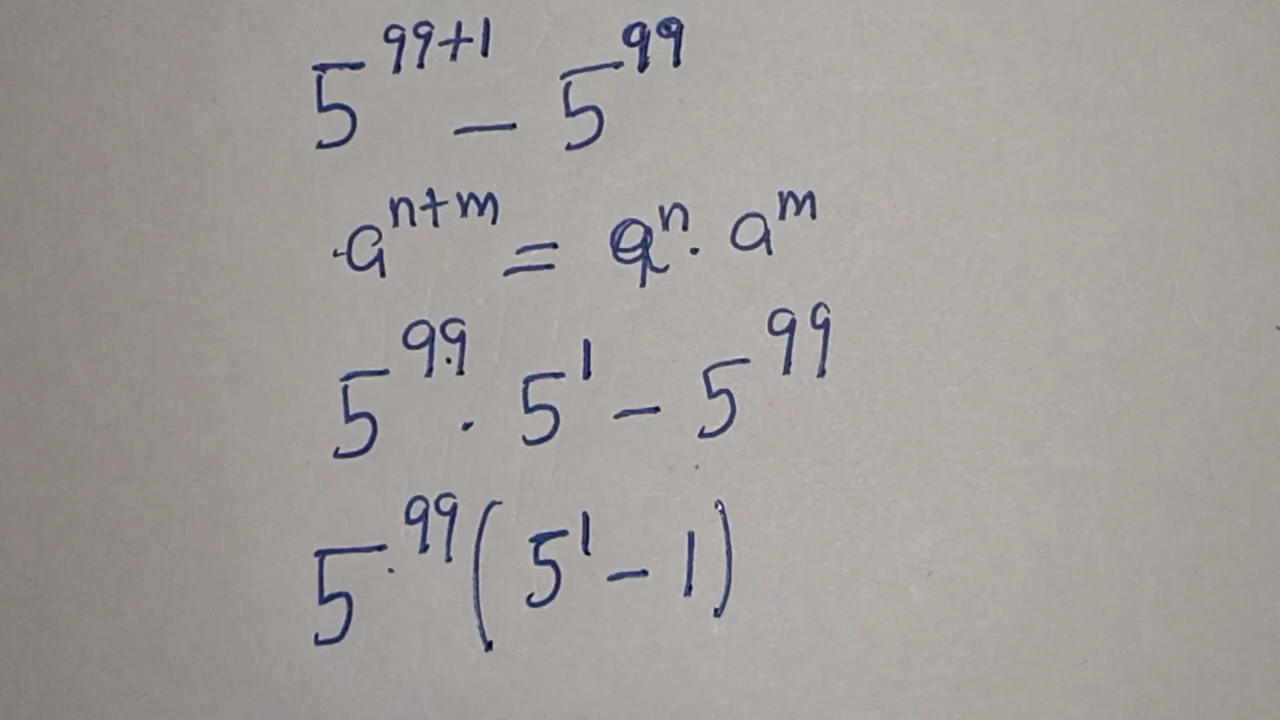 5^{99+1} - 5^{99}
a^{n+m} = a^n · a^m
5^{99} · 5^1 - 5^{99}
5^{99}(5^1 - 1)